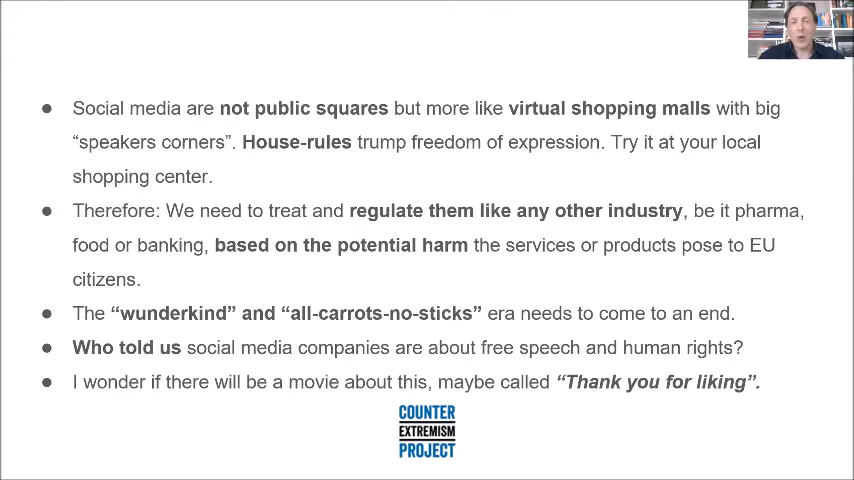 ● Social media are not public squares but more like virtual shopping malls with big
“speakers corners”. House-rules trump freedom of expression. Try it at your local
shopping center.
● Therefore: We need to treat and regulate them like any other industry, be it pharma,
food or banking, based on the potential harm the services or products pose to EU
citizens.
● The “wunderkind” and “all-carrots-no-sticks” era needs to come to an end.
● Who told us social media companies are about free speech and human rights?
● I wonder if there will be a movie about this, maybe called “Thank you for liking”.
COUNTER
EXTREMISM
PROJECT